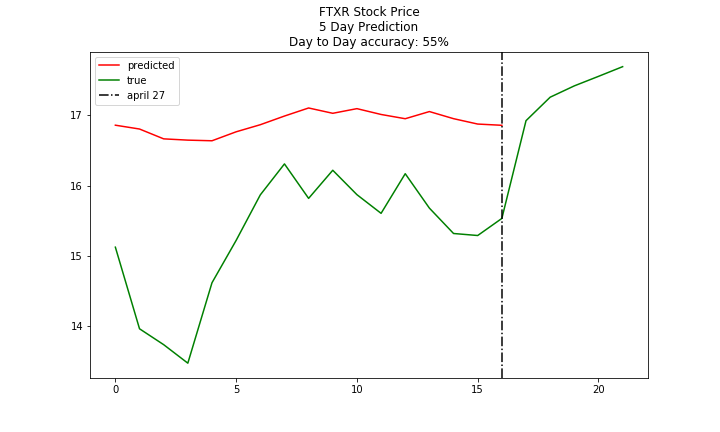 FTXR Stock Price
5 Day Prediction
Day to Day accuracy: 55%
predicted
true
april 27
17
16
15
14
0 5 10 15 20